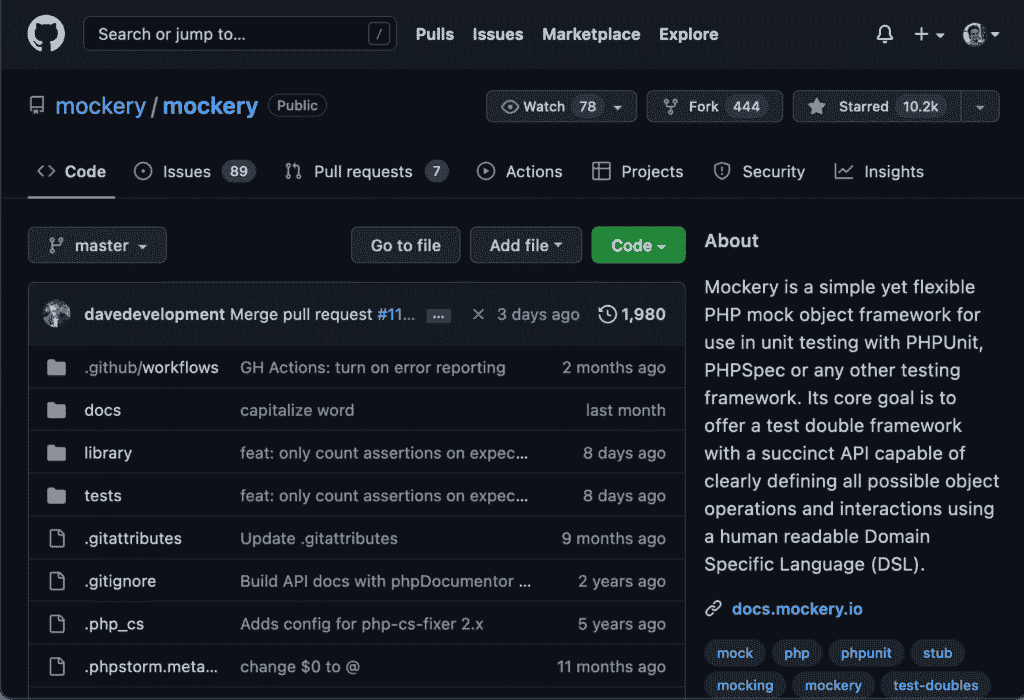 Search or jump to... / Pulls Issues Marketplace Explore
mockery / mockery Public Watch 78 Fork 444 Starred 10.2k
Code Issues 89 Pull requests 7 Actions Projects Security Insights
master Go to file Add file Code
davedevelopment Merge pull request #11... ... 3 days ago 1,980
.github/workflows GH Actions: turn on error reporting 2 months ago
docs capitalize word last month
library feat: only count assertions on expec... 8 days ago
tests feat: only count assertions on expec... 8 days ago
.gitattributes Update .gitattributes 9 months ago
.gitignore Build API docs with phpDocumentor ... 2 years ago
.php_cs Adds config for php-cs-fixer 2.x 5 years ago
.phpstorm.meta... change $0 to @ 11 months ago
About
Mockery is a simple yet flexible
PHP mock object framework for
use in unit testing with PHPUnit,
PHPSpec or any other testing
framework. Its core goal is to
offer a test double framework
with a succinct API capable of
clearly defining all possible object
operations and interactions using
a human readable Domain
Specific Language (DSL).
docs.mockery.io
mock php phpunit stub
mocking mockery test-doubles